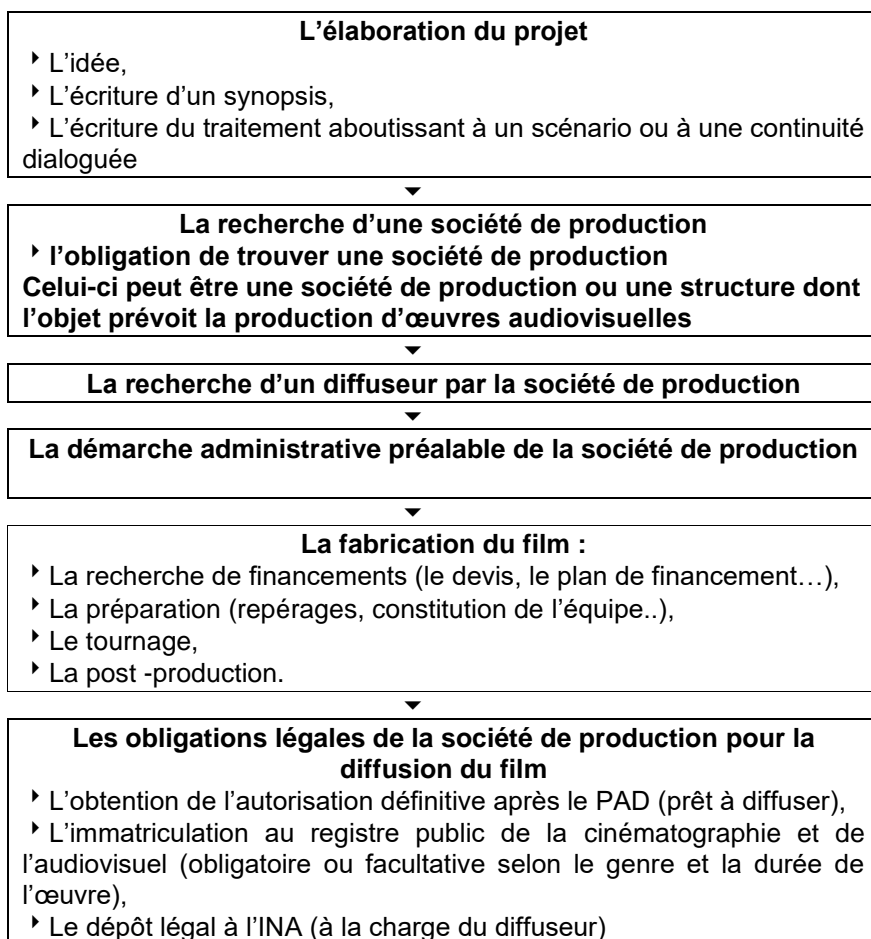 L'élaboration du projet
‣ L'idée,
‣ L'écriture d'un synopsis,
‣ L'écriture du traitement aboutissant à un scénario ou à une continuité
dialoguée
La recherche d'une société de production
‣ l'obligation de trouver une société de production
Celui-ci peut être une société de production ou une structure dont
l'objet prévoit la production d'œuvres audiovisuelles
La recherche d'un diffuseur par la société de production
La démarche administrative préalable de la société de production
La fabrication du film :
‣ La recherche de financements (le devis, le plan de financement…),
‣ La préparation (repérages, constitution de l'équipe..),
‣ Le tournage,
‣ La post -production.
Les obligations légales de la société de production pour la
diffusion du film
‣ L'obtention de l'autorisation définitive après le PAD (prêt à diffuser),
‣ L'immatriculation au registre public de la cinématographie et de
l'audiovisuel (obligatoire ou facultative selon le genre et la durée de
l'œuvre),
‣ Le dépôt légal à l'INA (à la charge du diffuseur)